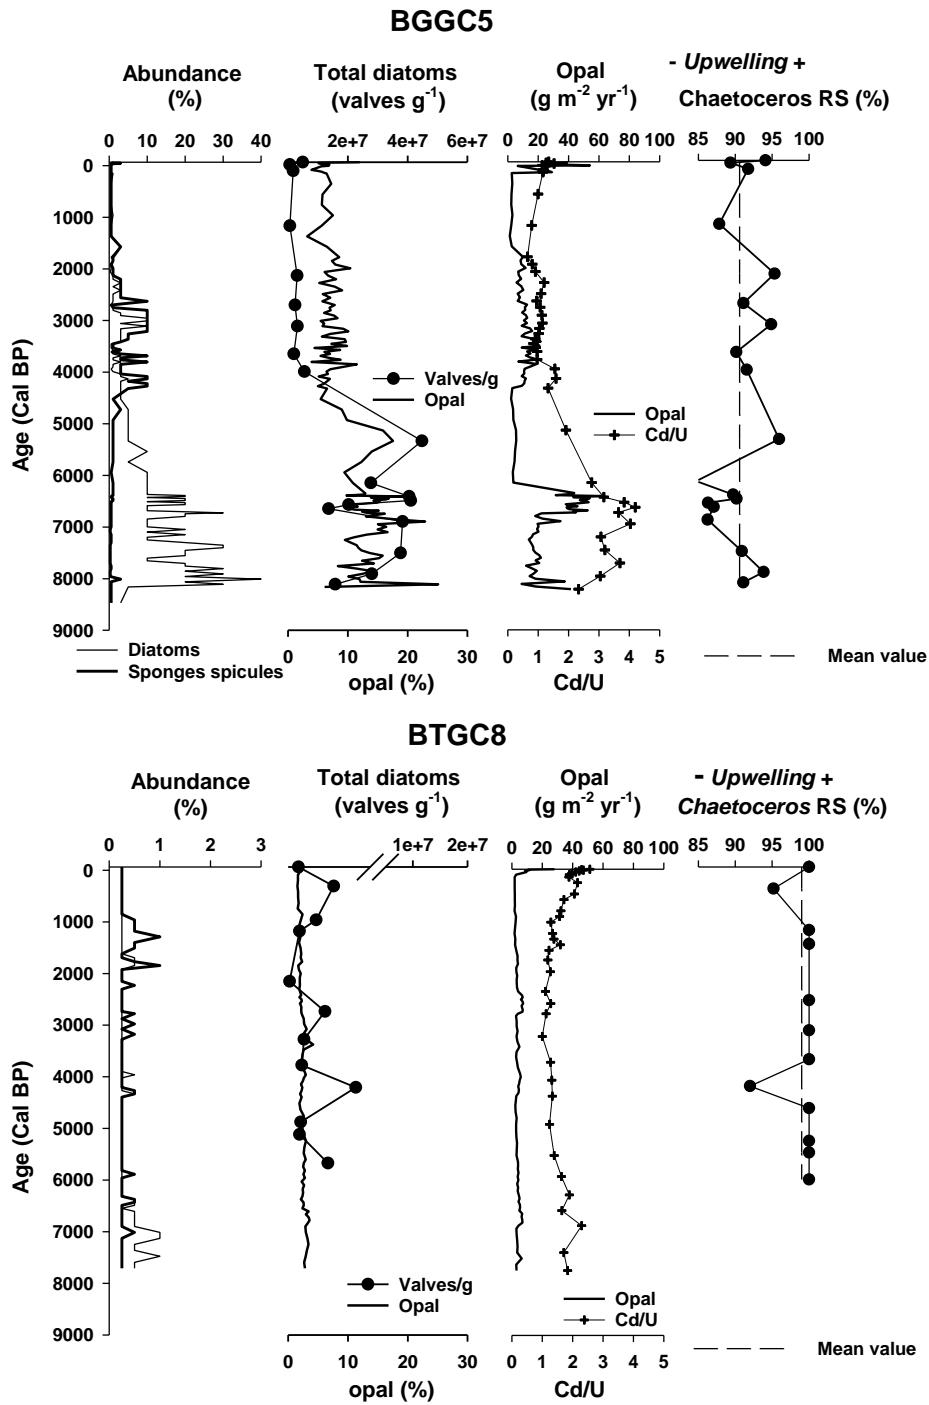 BGGC5
Abundance (%)
Total diatoms (valves g-1)
Opal (g m-2 yr-1)
- Upwelling +
Chaetoceros RS (%)
0 10 20 30 40
2e+7 6e+7
0 20 40 60 80 100
85 90 95 100
Age (Cal BP)
0
1000
2000
3000
4000
5000
6000
7000
8000
9000
Valves/g
Opal
Opal
Cd/U
Diatoms
Sponges spicules
0 10 20 30
opal (%)
0 1 2 3 4 5
Cd/U
Mean value
BTGC8
Abundance (%)
Total diatoms (valves g-1)
Opal (g m-2 yr-1)
- Upwelling +
Chaetoceros RS (%)
0 1 2 3
1e+7 2e+7
0 20 40 60 80 100
85 90 95 100
Age (Cal BP)
0
1000
2000
3000
4000
5000
6000
7000
8000
9000
Valves/g
Opal
Opal
Cd/U
0 10 20 30
opal (%)
0 1 2 3 4 5
Cd/U
Mean value